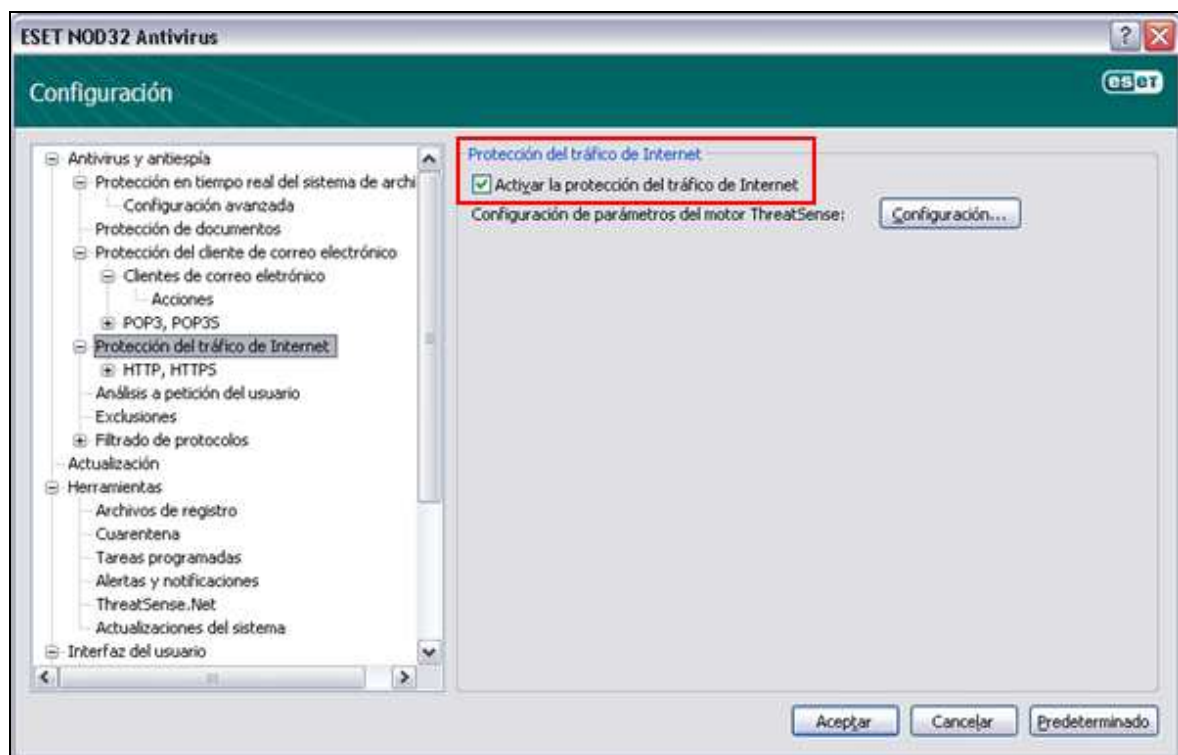 ESET NOD32 Antivirus
Configuración
eseT
Antivirus y antiespía
Protección en tiempo real del sistema de archi
Configuración avanzada
Protección de documentos
Protección del cliente de correo electrónico
Clientes de correo eletrónico
Acciones
POP3, POP3S
Protección del tráfico de Internet
HTTP, HTTPS
Análisis a petición del usuario
Exclusiones
Filtrado de protocolos
Actualización
Herramientas
Archivos de registro
Cuarentena
Tareas programadas
Alertas y notificaciones
ThreatSense.Net
Actualizaciones del sistema
Interfaz del usuario
Protección del tráfico de Internet
Activar la protección del tráfico de Internet
Configuración de parámetros del motor ThreatSense:
Configuración...
Aceptar
Cancelar
Predeterminado